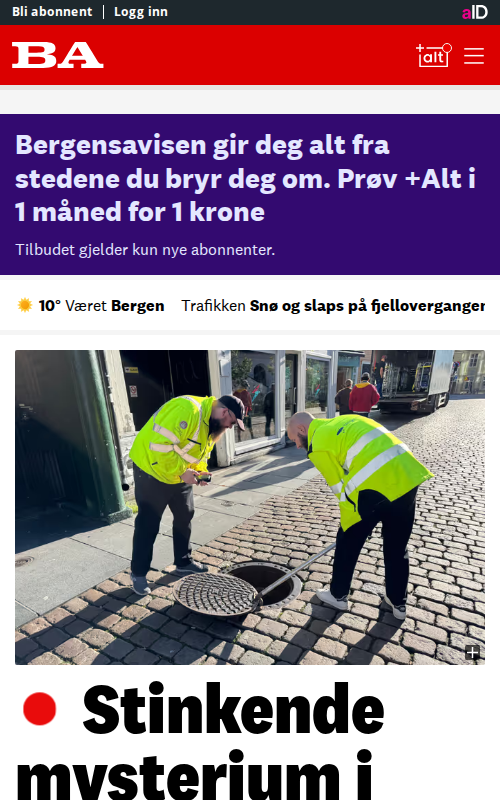 Bli abonnent | Logg inn
aID
BA
+alt
Bergensavisen gir deg alt fra
stedene du bryr deg om. Prøv +Alt i
1 måned for 1 krone
Tilbudet gjelder kun nye abonnenter.
10° Været Bergen Trafikken Snø og slaps på fjelloverganger
Stinkende
mysterium i